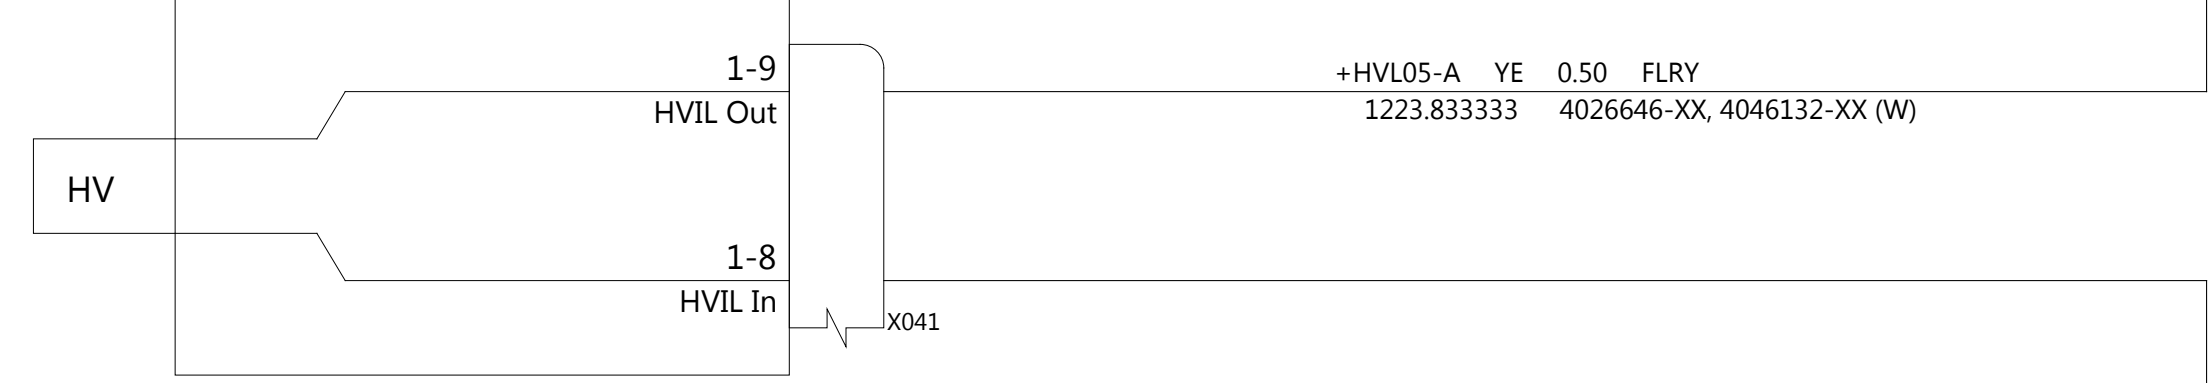 1-9
HVIL Out
+HVL05-A YE 0.50 FLRY
1223.833333 4026646-XX, 4046132-XX (W)
HV
1-8
HVIL In
X041